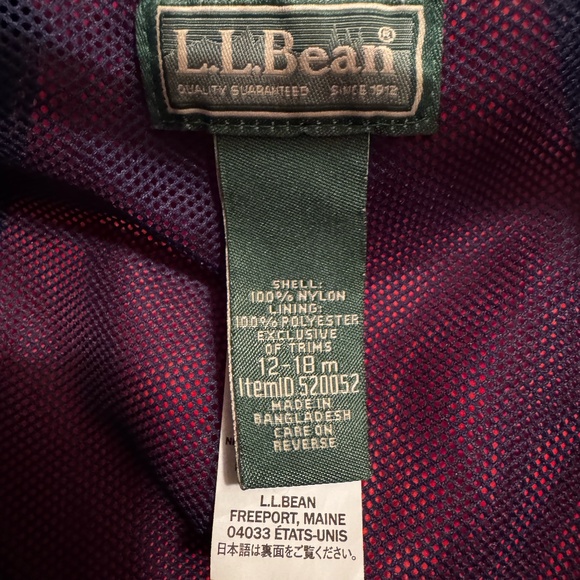 L.L.Bean®
QUALITY GUARANTEED SINCE 1912
SHELL:
100% NYLON
LINING:
100% POLYESTER
EXCLUSIVE
OF TRIMS
12-18 m
ItemID 520052
MADE IN
BANGLADESH
CARE ON
REVERSE
L.L.BEAN
FREEPORT, MAINE
04033 ÉTATS-UNIS
日本語は裏面をご覧ください。